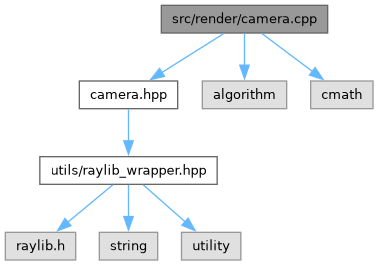 src/render/camera.cpp
camera.hpp
algorithm
cmath
utils/raylib_wrapper.hpp
raylib.h
string
utility